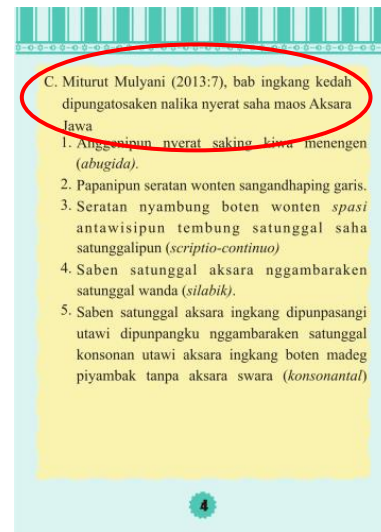 C. Miturut Mulyani (2013:7), bab ingkang kedah
dipungatosaken nalika nyerat saha maos Aksara
Jawa
1. Anggenipun nyerat saking kiwa menengen
(abugida).
2. Papanipun seratan wonten sangandhaping garis.
3. Seratan nyambung boten wonten spasi
antawisipun tembung satunggal saha
satunggalipun (scriptio-continuo)
4. Saben satunggal aksara nggambaraken
satunggal wanda (silabik).
5. Saben satunggal aksara ingkang dipunpasangi
utawi dipunpangku nggambaraken satunggal
konsonan utawi aksara ingkang boten madeg
piyambak tanpa aksara swara (konsonantal)
4